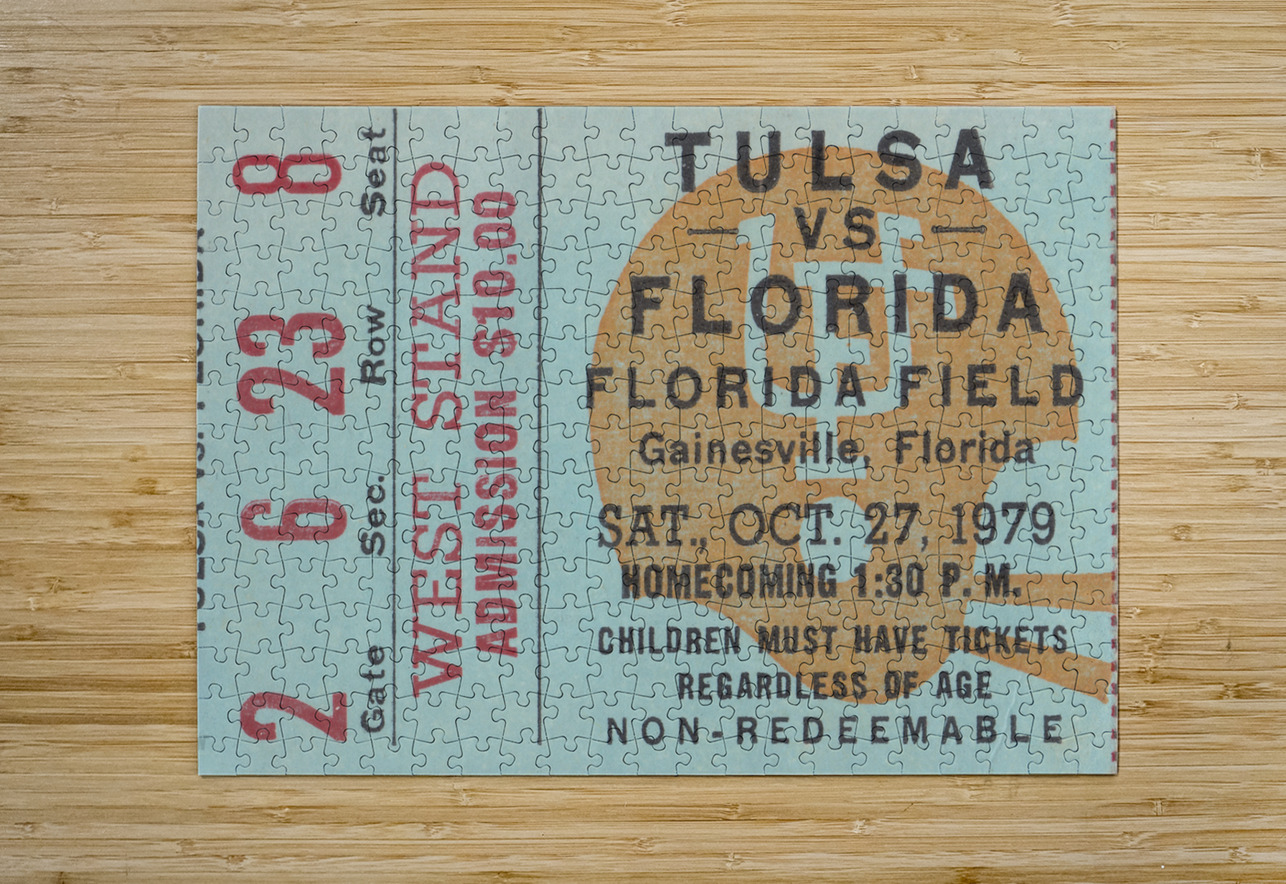 TULSA
VS
FLORIDA
FLORIDA FIELD
Gainesville, Florida
SAT., OCT. 27, 1979
HOMECOMING 1:30 P. M.
CHILDREN MUST HAVE TICKETS
REGARDLESS OF AGE
NON-REDEEMABLE
UF
WEST STAND
ADMISSION $10.00
Gate Sec. Row Seat
2 6 23 8